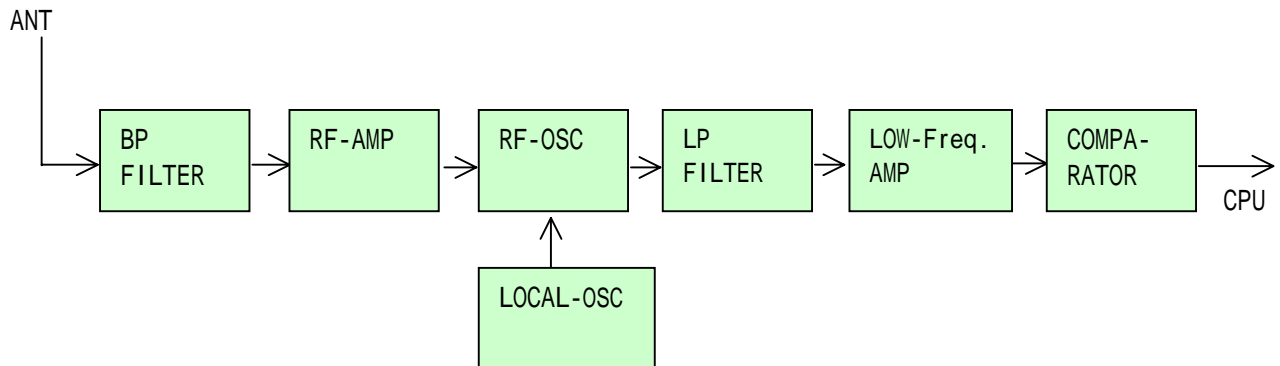 ANT
BP
FILTER
RF-AMP
RF-OSC
LP
FILTER
LOW-Freq.
AMP
COMPA-
RATOR
CPU
LOCAL-OSC